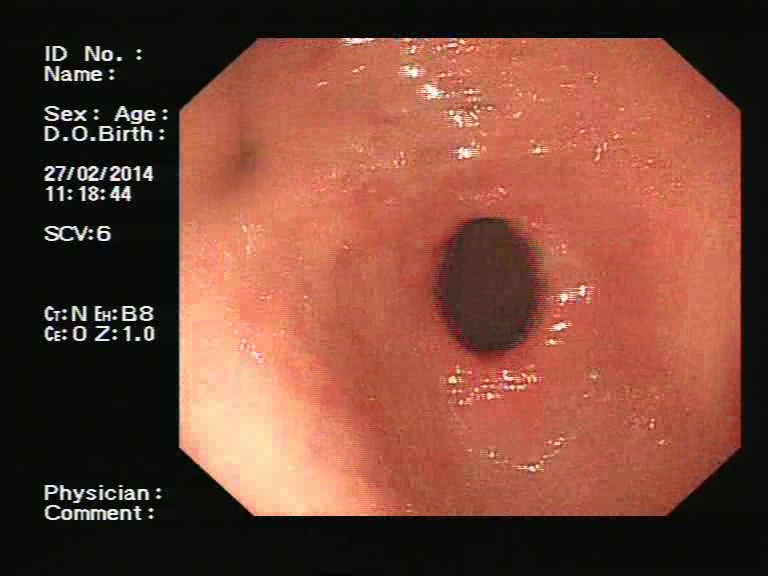 ID No. :
Name:
Sex: Age:
D.O.Birth:
27/02/2014
11:18:44
SCV:6
CT:N EH:B8
CE:0 Z:1.0
Physician:
Comment: